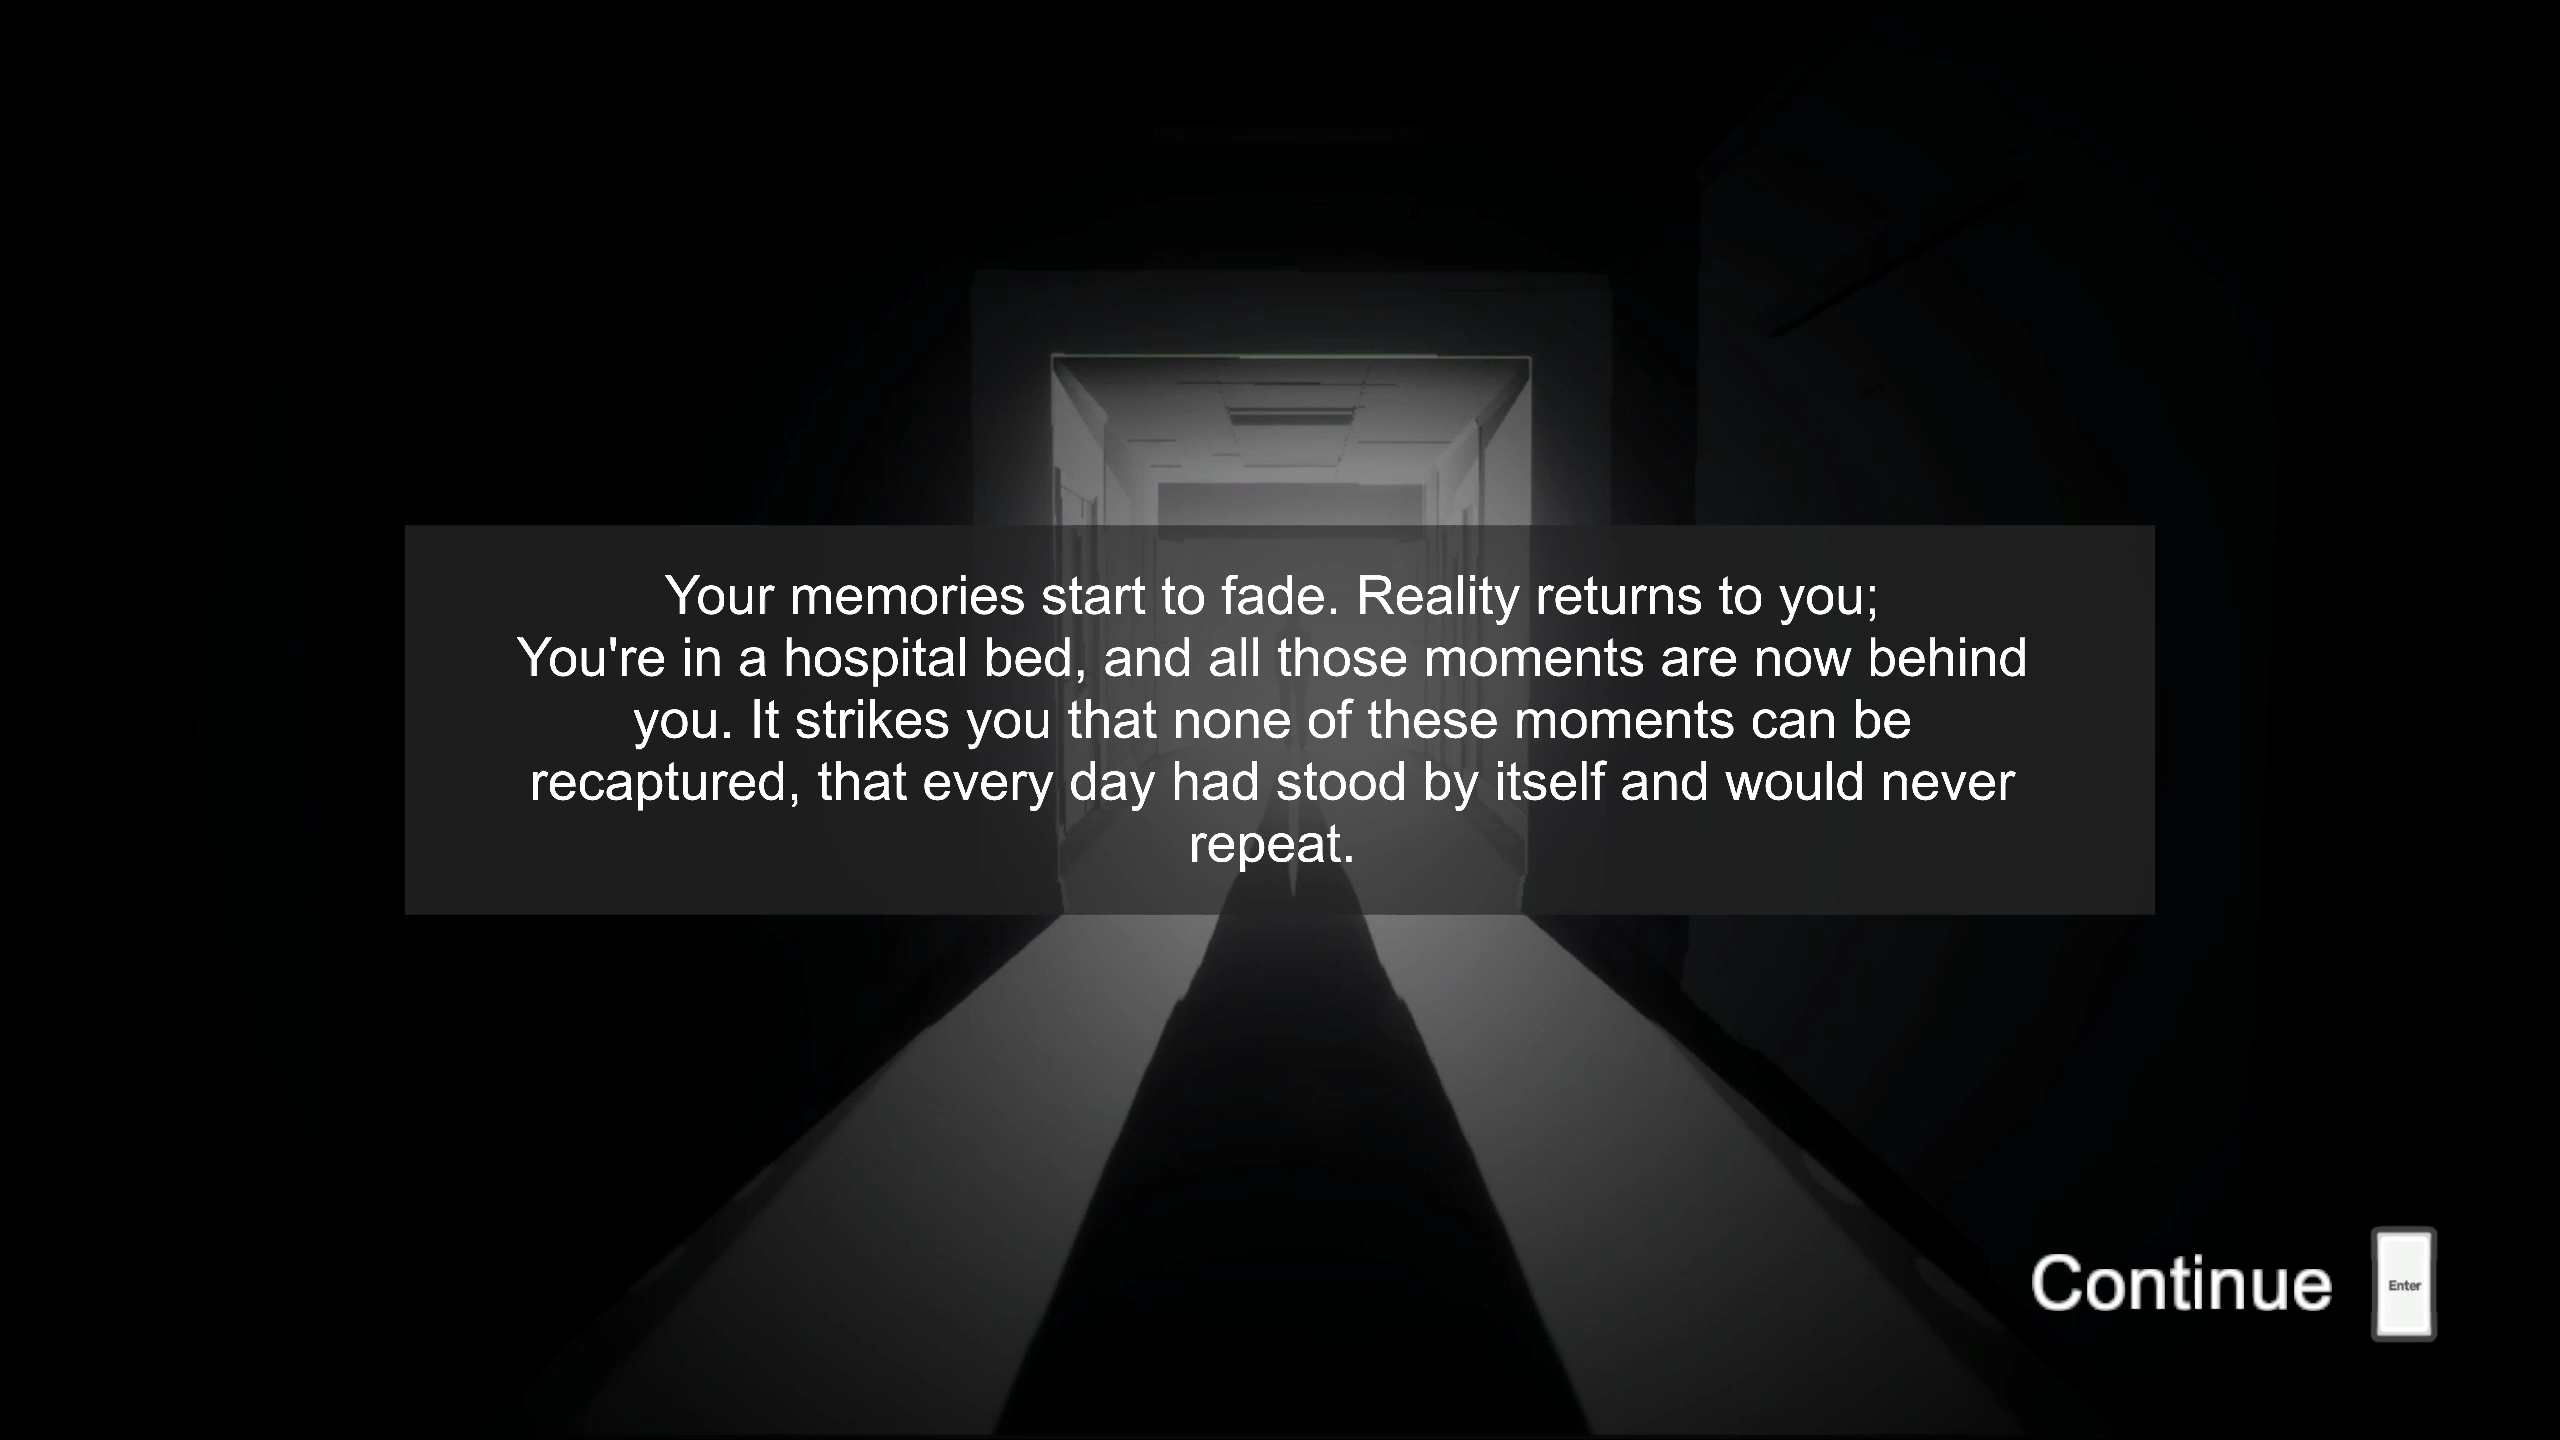 Your memories start to fade. Reality returns to you;
You're in a hospital bed, and all those moments are now behind
you. It strikes you that none of these moments can be
recaptured, that every day had stood by itself and would never
repeat.
Continue
Enter